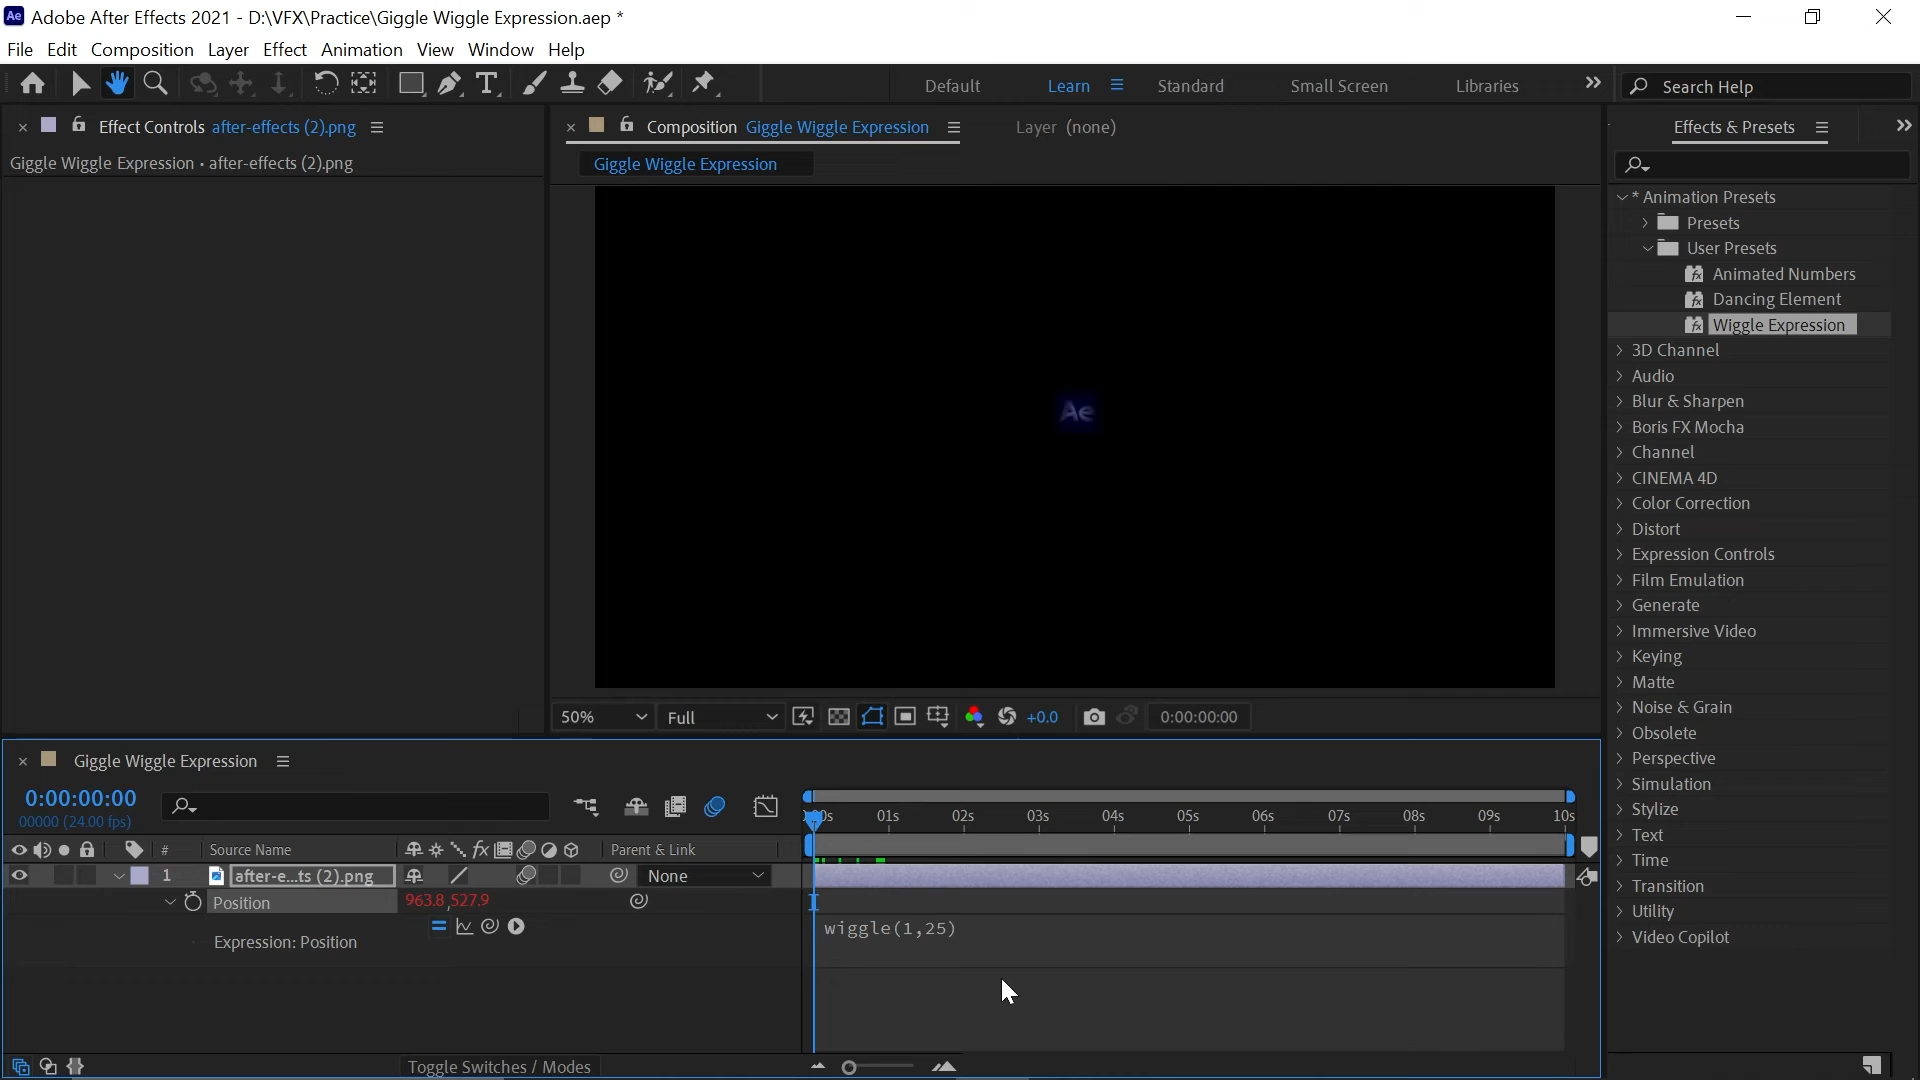 Ae Adobe After Effects 2021 - D:\VFX\Practice\Giggle Wiggle Expression.aep *
File Edit Composition Layer Effect Animation View Window Help
Default Learn Standard Small Screen Libraries Search Help
Effect Controls after-effects (2).png
Giggle Wiggle Expression • after-effects (2).png
Composition Giggle Wiggle Expression Layer (none)
Giggle Wiggle Expression
Ae
50% Full +0.0 0:00:00:00
Effects & Presets
* Animation Presets
Presets
User Presets
Animated Numbers
Dancing Element
Wiggle Expression
3D Channel
Audio
Blur & Sharpen
Boris FX Mocha
Channel
CINEMA 4D
Color Correction
Distort
Expression Controls
Film Emulation
Generate
Immersive Video
Keying
Matte
Noise & Grain
Obsolete
Perspective
Simulation
Stylize
Text
Time
Transition
Utility
Video Copilot
Giggle Wiggle Expression
0:00:00:00
00000 (24.00 fps)
01s 02s 03s 04s 05s 06s 07s 08s 09s 10s
# Source Name fx Parent & Link
1 after-e...ts (2).png None
Position 963.8,527.9
Expression: Position
wiggle(1,25)
Toggle Switches / Modes